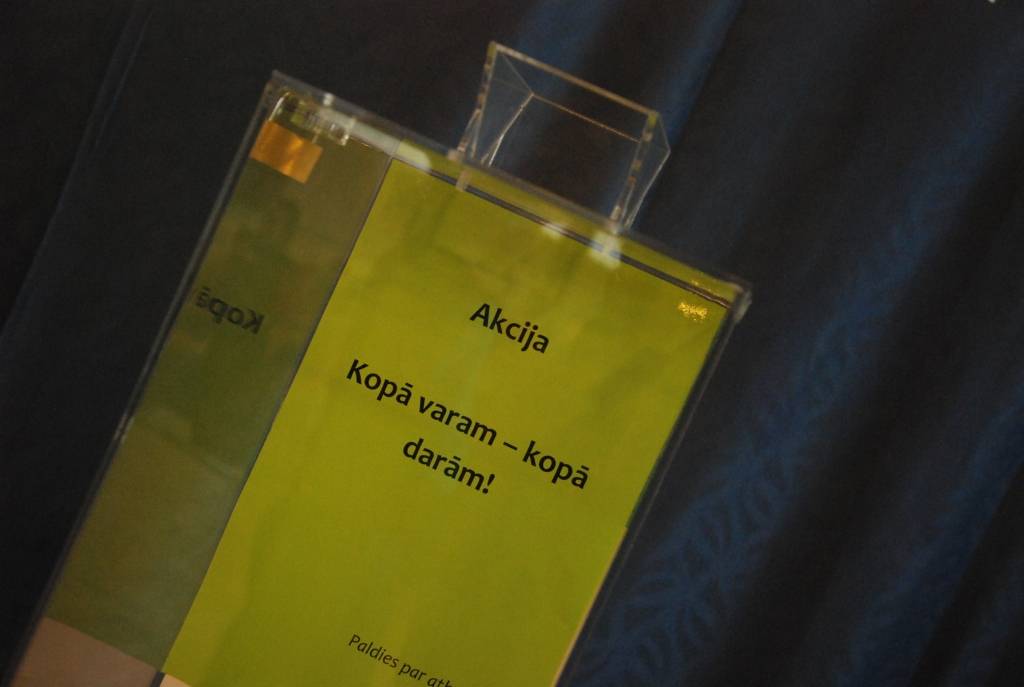 Akcija
Kopā varam – kopā
darām!
Paldies par
Kopā